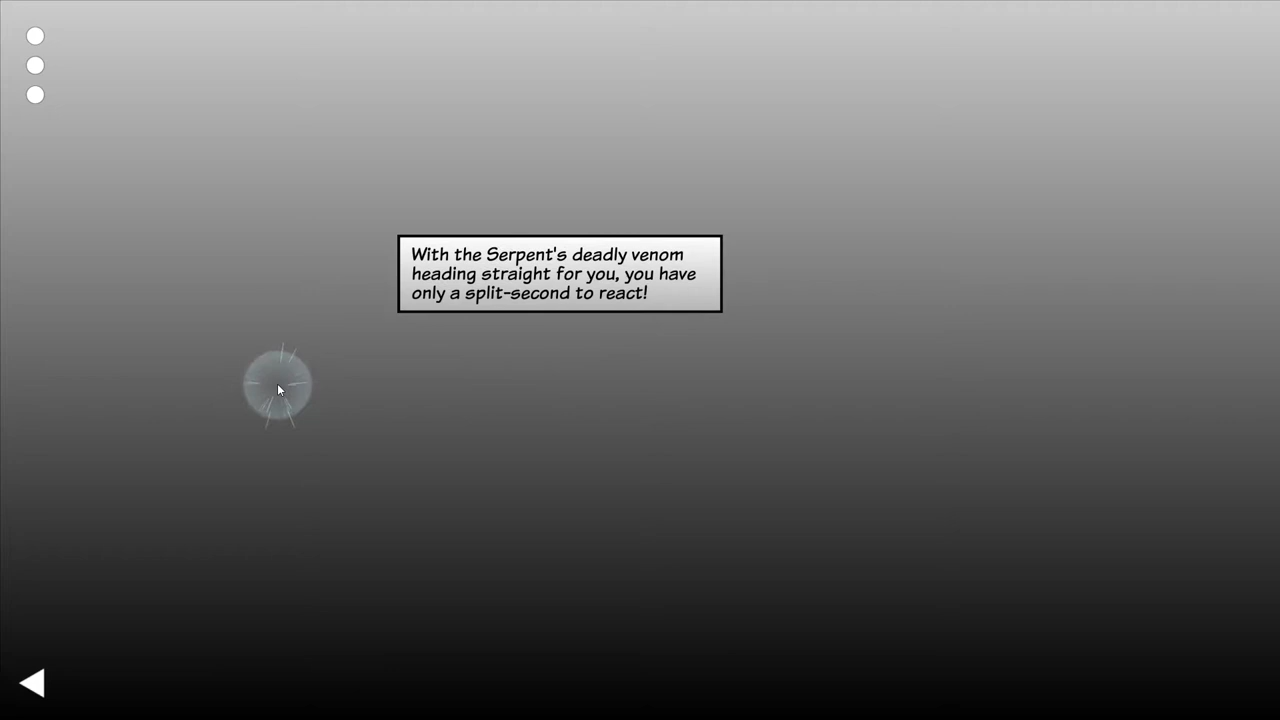 With the Serpent's deadly venom
heading straight for you, you have
only a split-second to react!